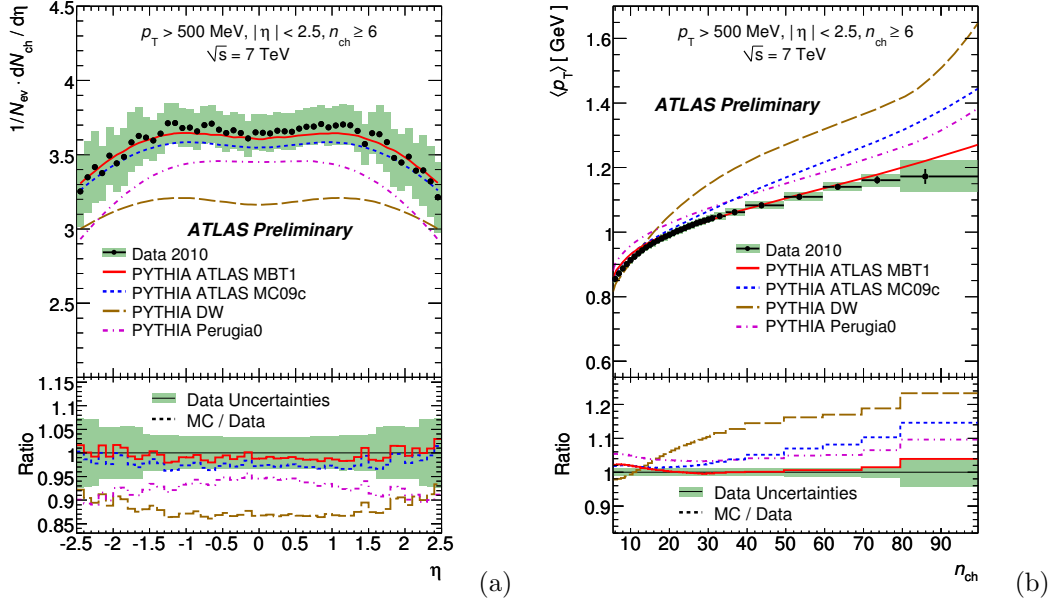 1/N_ev · dN_ch / dη
p_T > 500 MeV, | η | < 2.5, n_ch ≥ 6
√s = 7 TeV
4.5
4
3.5
3
2.5
ATLAS Preliminary
Data 2010
PYTHIA ATLAS MBT1
PYTHIA ATLAS MC09c
PYTHIA DW
PYTHIA Perugia0
Ratio
1.15
1.1
1.05
1
0.95
0.9
0.85
Data Uncertainties
MC / Data
-2.5 -2 -1.5 -1 -0.5 0 0.5 1 1.5 2 2.5
η
(a)
⟨p_T⟩ [ GeV ]
p_T > 500 MeV, | η | < 2.5, n_ch ≥ 6
√s = 7 TeV
1.6
1.4
1.2
1
0.8
0.6
ATLAS Preliminary
Data 2010
PYTHIA ATLAS MBT1
PYTHIA ATLAS MC09c
PYTHIA DW
PYTHIA Perugia0
Ratio
1.2
1.1
1
0.9
Data Uncertainties
MC / Data
10 20 30 40 50 60 70 80 90
n_ch
(b)